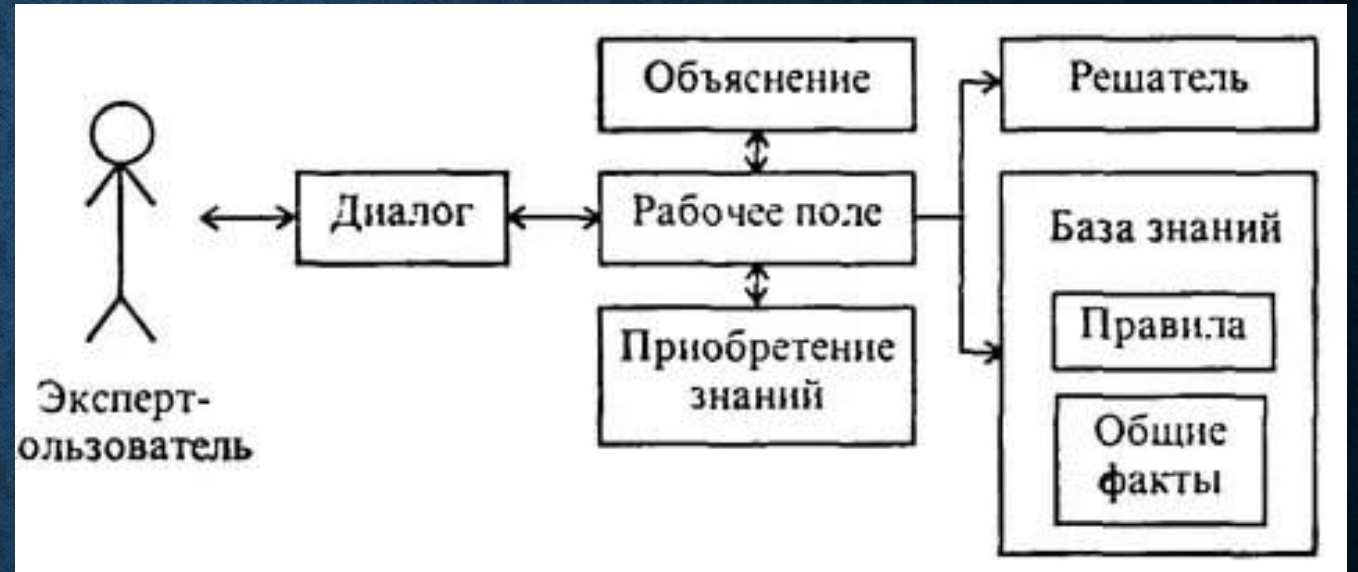 Объяснение
Решатель
Диалог
Рабочее поле
База знаний
Правила
Приобретение
знаний
Общие
факты
Эксперт-
ользователь